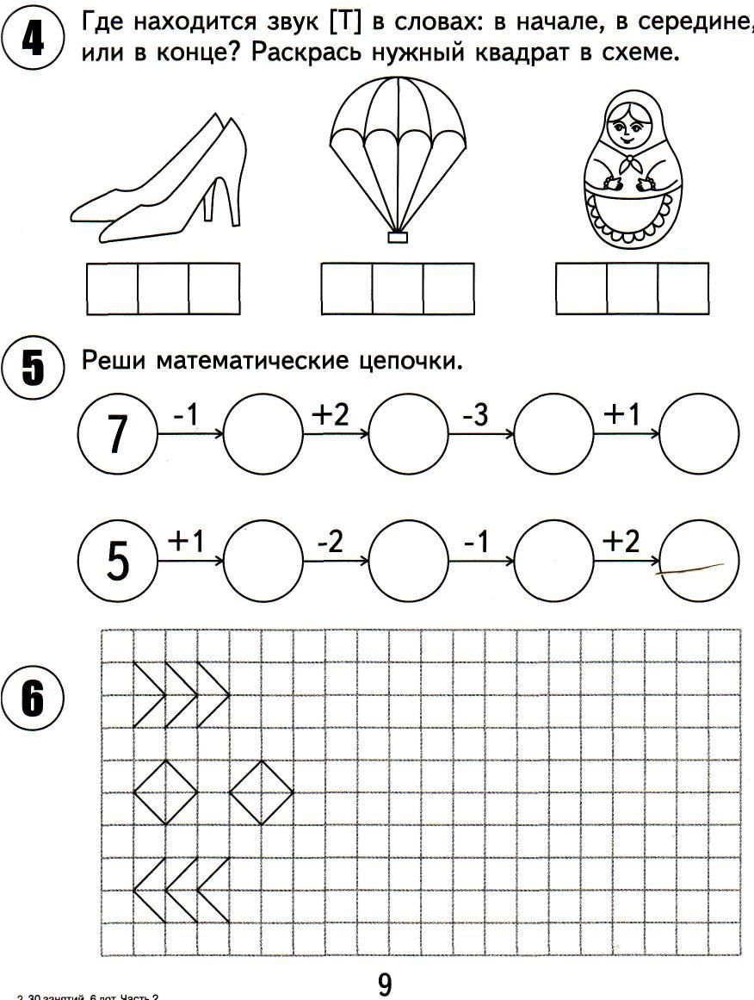 4
Где находится звук [Т] в словах: в начале, в середине,
или в конце? Раскрась нужный квадрат в схеме.
5
Реши математические цепочки.
7 -1 +2 -3 +1
5 +1 -2 -1 +2
6
9
2. 30 занятий. 6 лет. Часть 2